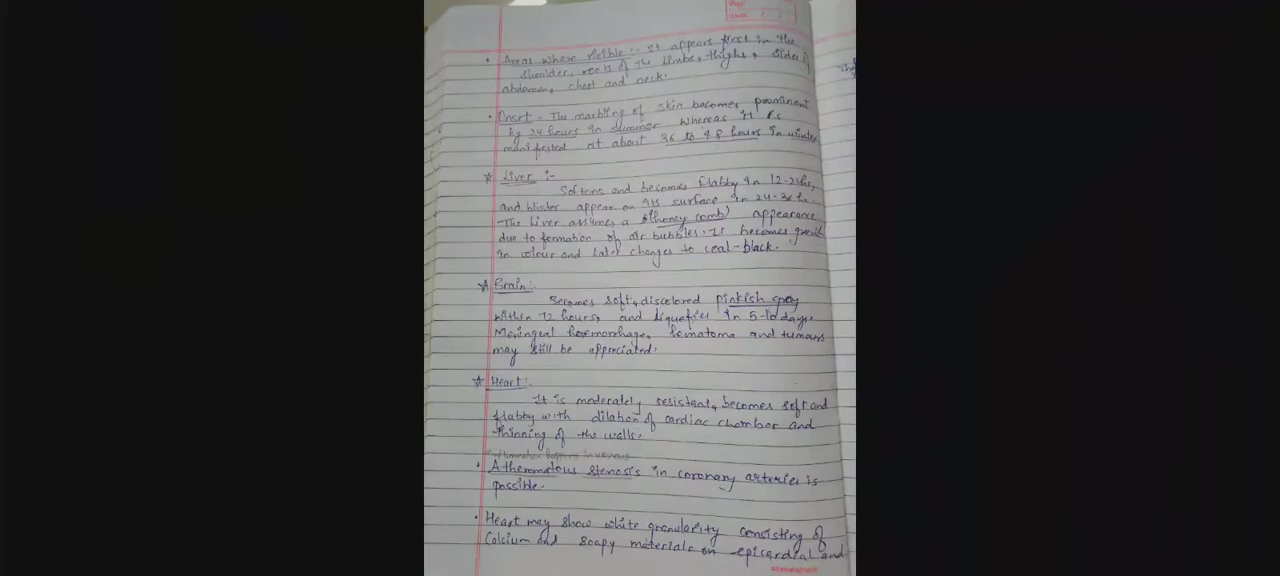 Page
DATE / /
• Areas where visible:- It appears first in the
shoulder, roots of the limbs, thighs, sides of
abdomen, chest and neck.
• Onset - The marbling of skin becomes prominent
by 24 hours in summer whereas it is
manifested at about 36 to 48 hours in winter
☆ Liver :-
Softens and becomes flabby in 12-24hrs,
and blister appear on its surface in 24-36 hr.
The liver assumes a honey comb) appearance
due to formation of air bubbles. It becomes green
in colour and later changes to coal-black.
☆ Brain:
Becomes soft, discolored pinkish grey
within 72 hours, and liquefies in 5-10 days.
Meningeal haemorrhage, hematoma and tumours
may still be appreciated.
☆ Heart:
It is moderately resistant, becomes soft and
flabby with dilation of cardiac chamber and
thinning of the walls.
• Atheromatous stenosis in coronary arteries is
possible.
• Heart may show white granularity consisting of
Calcium and soapy materials on epicardial and